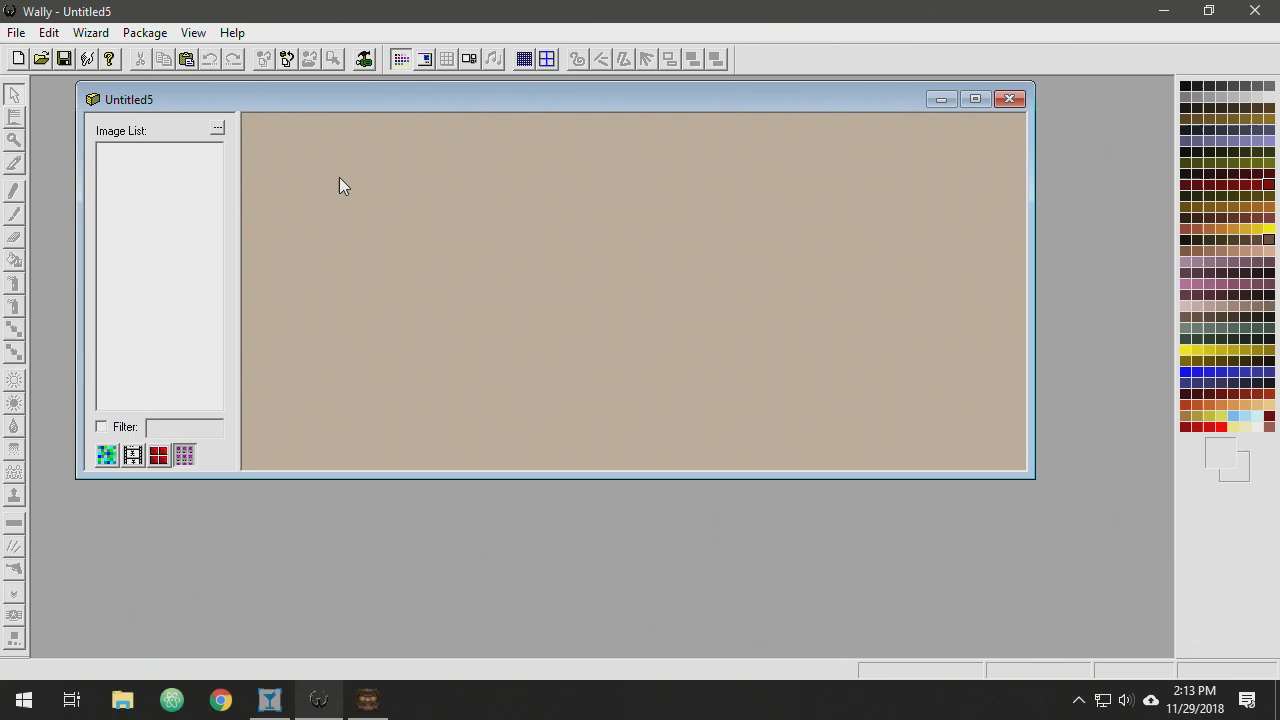 Wally - Untitled5
File Edit Wizard Package View Help
Untitled5
Image List:
...
Filter:
2:13 PM
11/29/2018